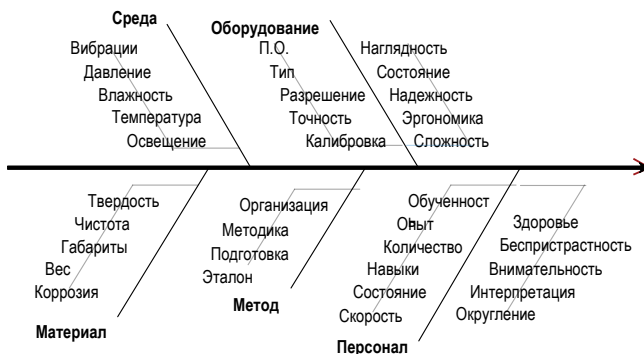 Среда
Вибрации
Давление
Влажность
Температура
Освещение
Оборудование
П.О.
Тип
Разрешение
Точность
Калибровка
Наглядность
Состояние
Надежность
Эргономика
Сложность
Твердость
Чистота
Габариты
Вес
Коррозия
Материал
Организация
Методика
Подготовка
Эталон
Метод
Обученност
ь
Опыт
Количество
Навыки
Состояние
Скорость
Здоровье
Беспристрастность
Внимательность
Интерпретация
Округление
Персонал